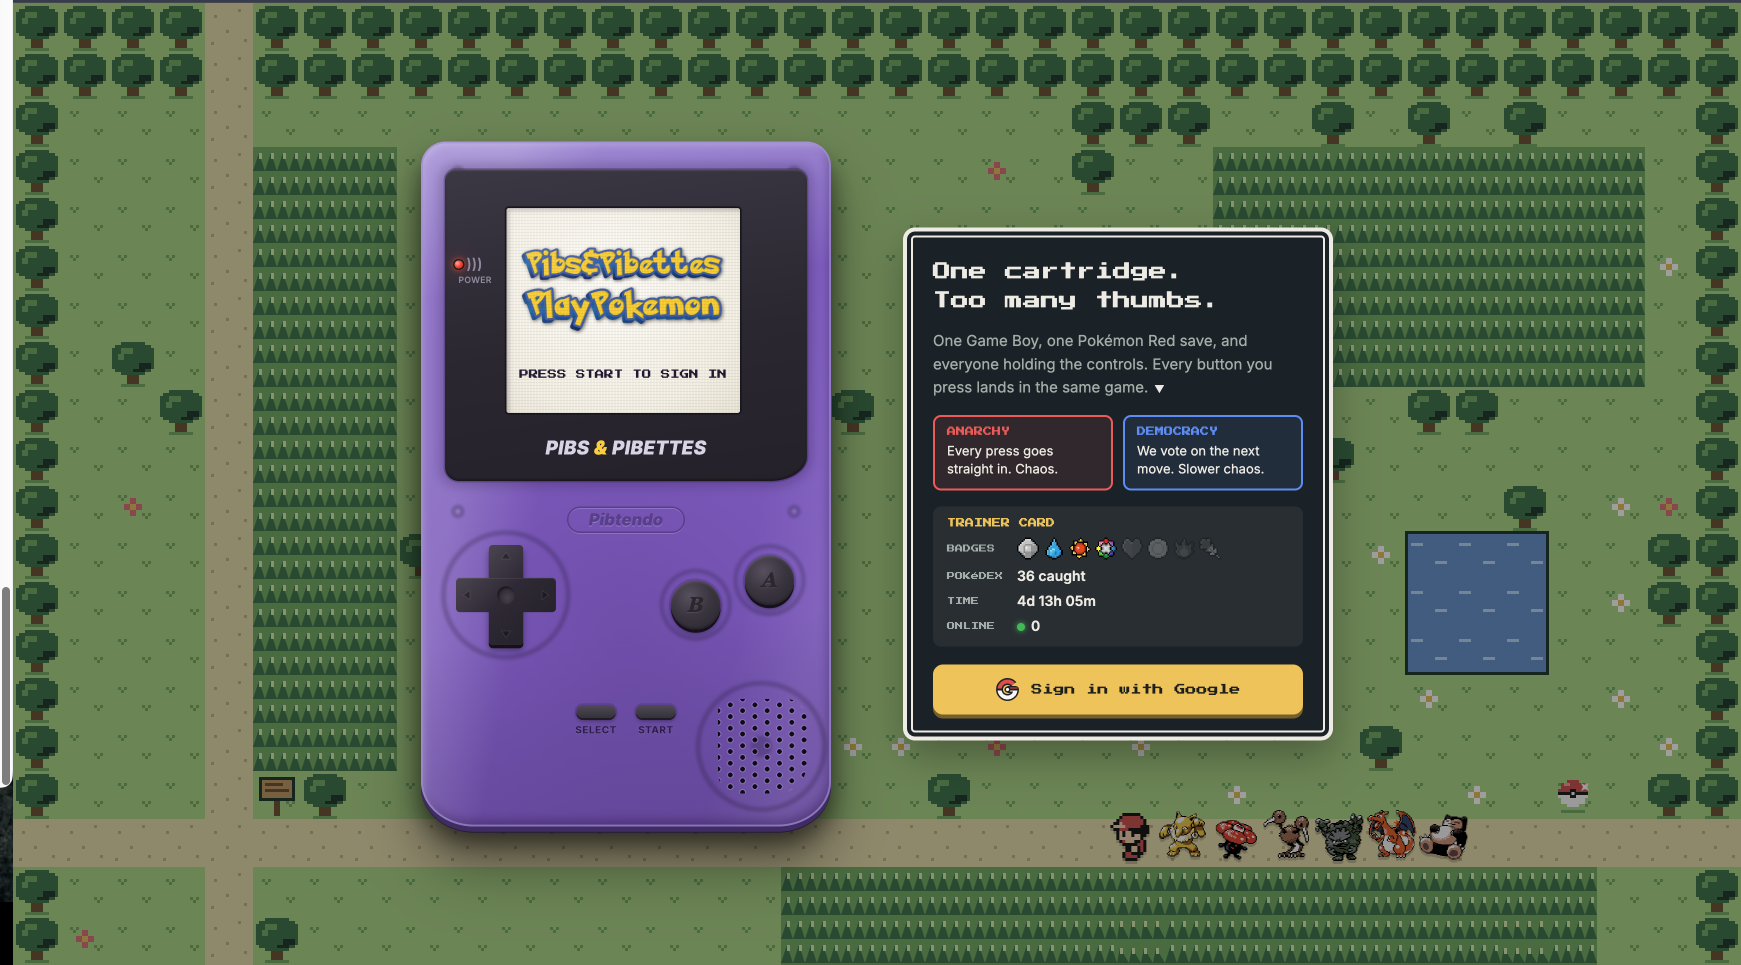 POWER
Pibs&Pibettes
PlayPokemon
PRESS START TO SIGN IN
PIBS & PIBETTES
Pibtendo
A
B
SELECT
START
One cartridge.
Too many thumbs.
One Game Boy, one Pokémon Red save, and
everyone holding the controls. Every button you
press lands in the same game. ▼
ANARCHY
Every press goes
straight in. Chaos.
DEMOCRACY
We vote on the next
move. Slower chaos.
TRAINER CARD
BADGES
POKéDEX 36 caught
TIME 4d 13h 05m
ONLINE 0
Sign in with Google